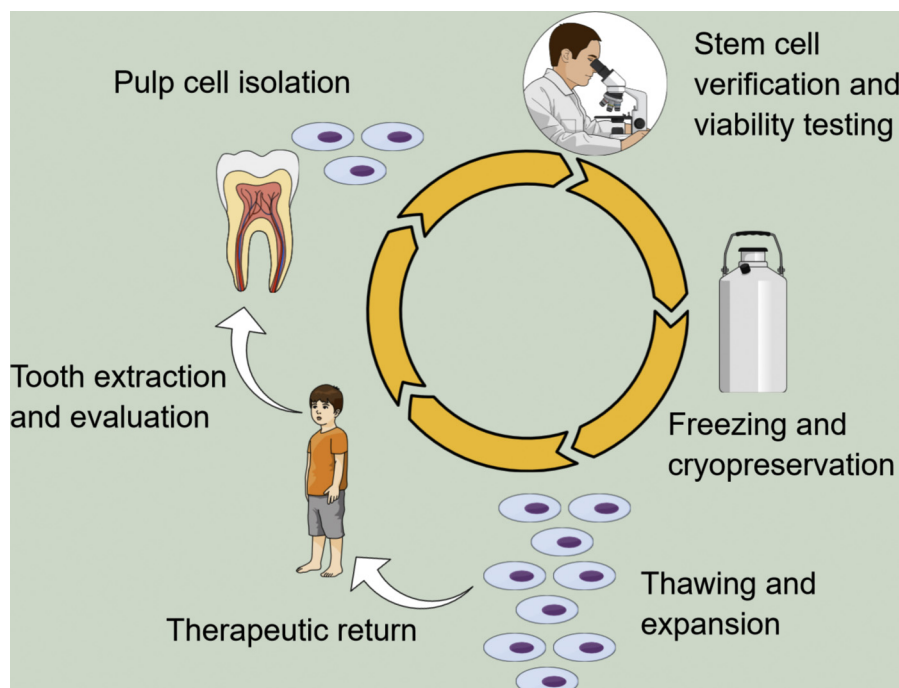 Pulp cell isolation
Stem cell
verification and
viability testing
Tooth extraction
and evaluation
Freezing and
cryopreservation
Thawing and
expansion
Therapeutic return